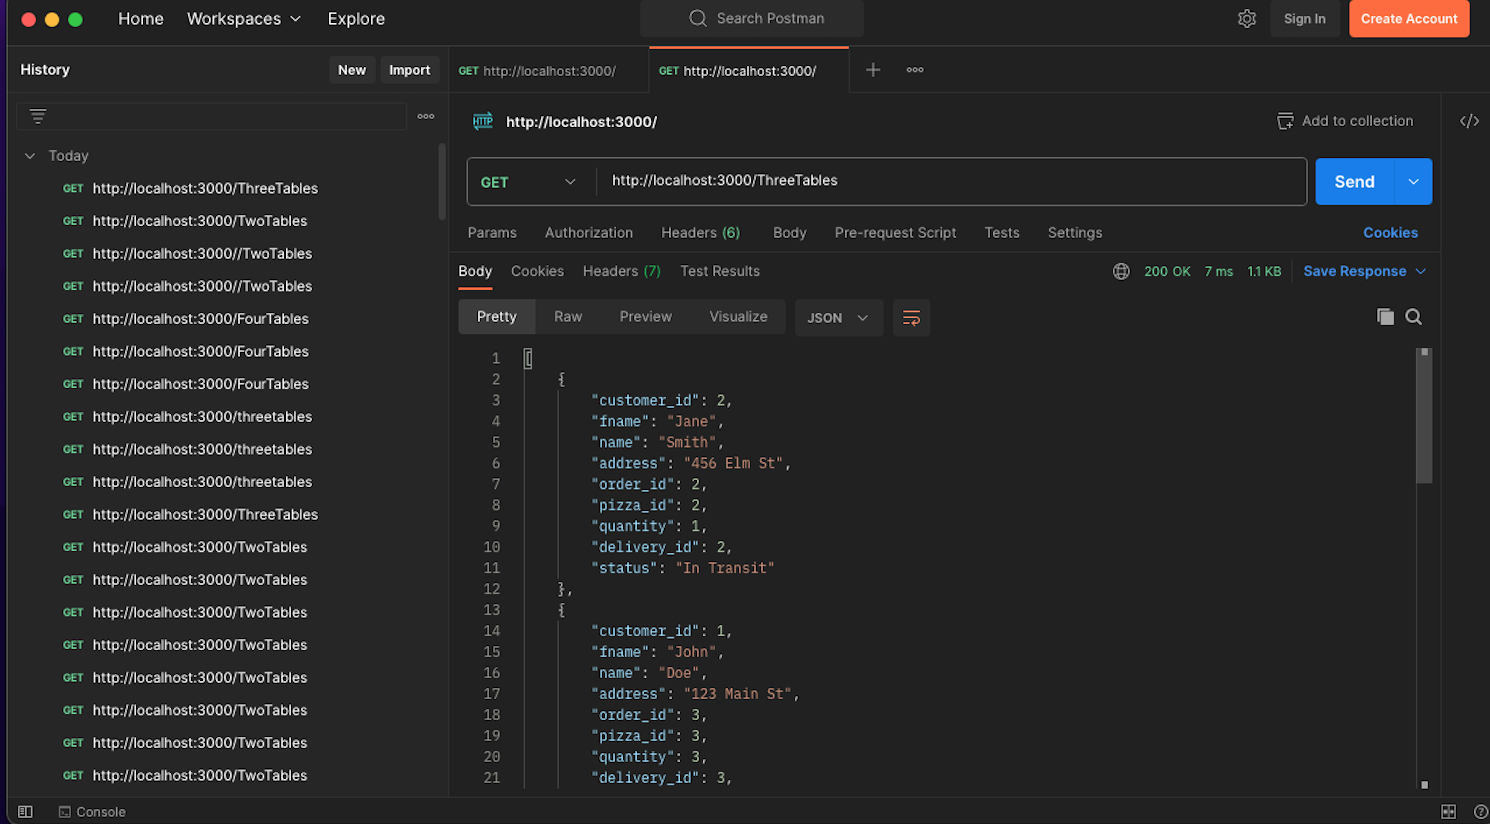 Home Workspaces Explore Search Postman Sign In Create Account
History New Import GET http://localhost:3000/ GET http://localhost:3000/
HTTP http://localhost:3000/ Add to collection
Today
GET http://localhost:3000/ThreeTables
GET http://localhost:3000/TwoTables
GET http://localhost:3000//TwoTables
GET http://localhost:3000//TwoTables
GET http://localhost:3000/FourTables
GET http://localhost:3000/FourTables
GET http://localhost:3000/FourTables
GET http://localhost:3000/threetables
GET http://localhost:3000/threetables
GET http://localhost:3000/threetables
GET http://localhost:3000/ThreeTables
GET http://localhost:3000/TwoTables
GET http://localhost:3000/TwoTables
GET http://localhost:3000/TwoTables
GET http://localhost:3000/TwoTables
GET http://localhost:3000/TwoTables
GET http://localhost:3000/TwoTables
GET http://localhost:3000/TwoTables
GET http://localhost:3000/TwoTables
GET http://localhost:3000/ThreeTables Send
Params Authorization Headers (6) Body Pre-request Script Tests Settings Cookies
Body Cookies Headers (7) Test Results 200 OK 7 ms 1.1 KB Save Response
Pretty Raw Preview Visualize JSON
1 [
2 {
3 "customer_id": 2,
4 "fname": "Jane",
5 "name": "Smith",
6 "address": "456 Elm St",
7 "order_id": 2,
8 "pizza_id": 2,
9 "quantity": 1,
10 "delivery_id": 2,
11 "status": "In Transit"
12 },
13 {
14 "customer_id": 1,
15 "fname": "John",
16 "name": "Doe",
17 "address": "123 Main St",
18 "order_id": 3,
19 "pizza_id": 3,
20 "quantity": 3,
21 "delivery_id": 3,
Console